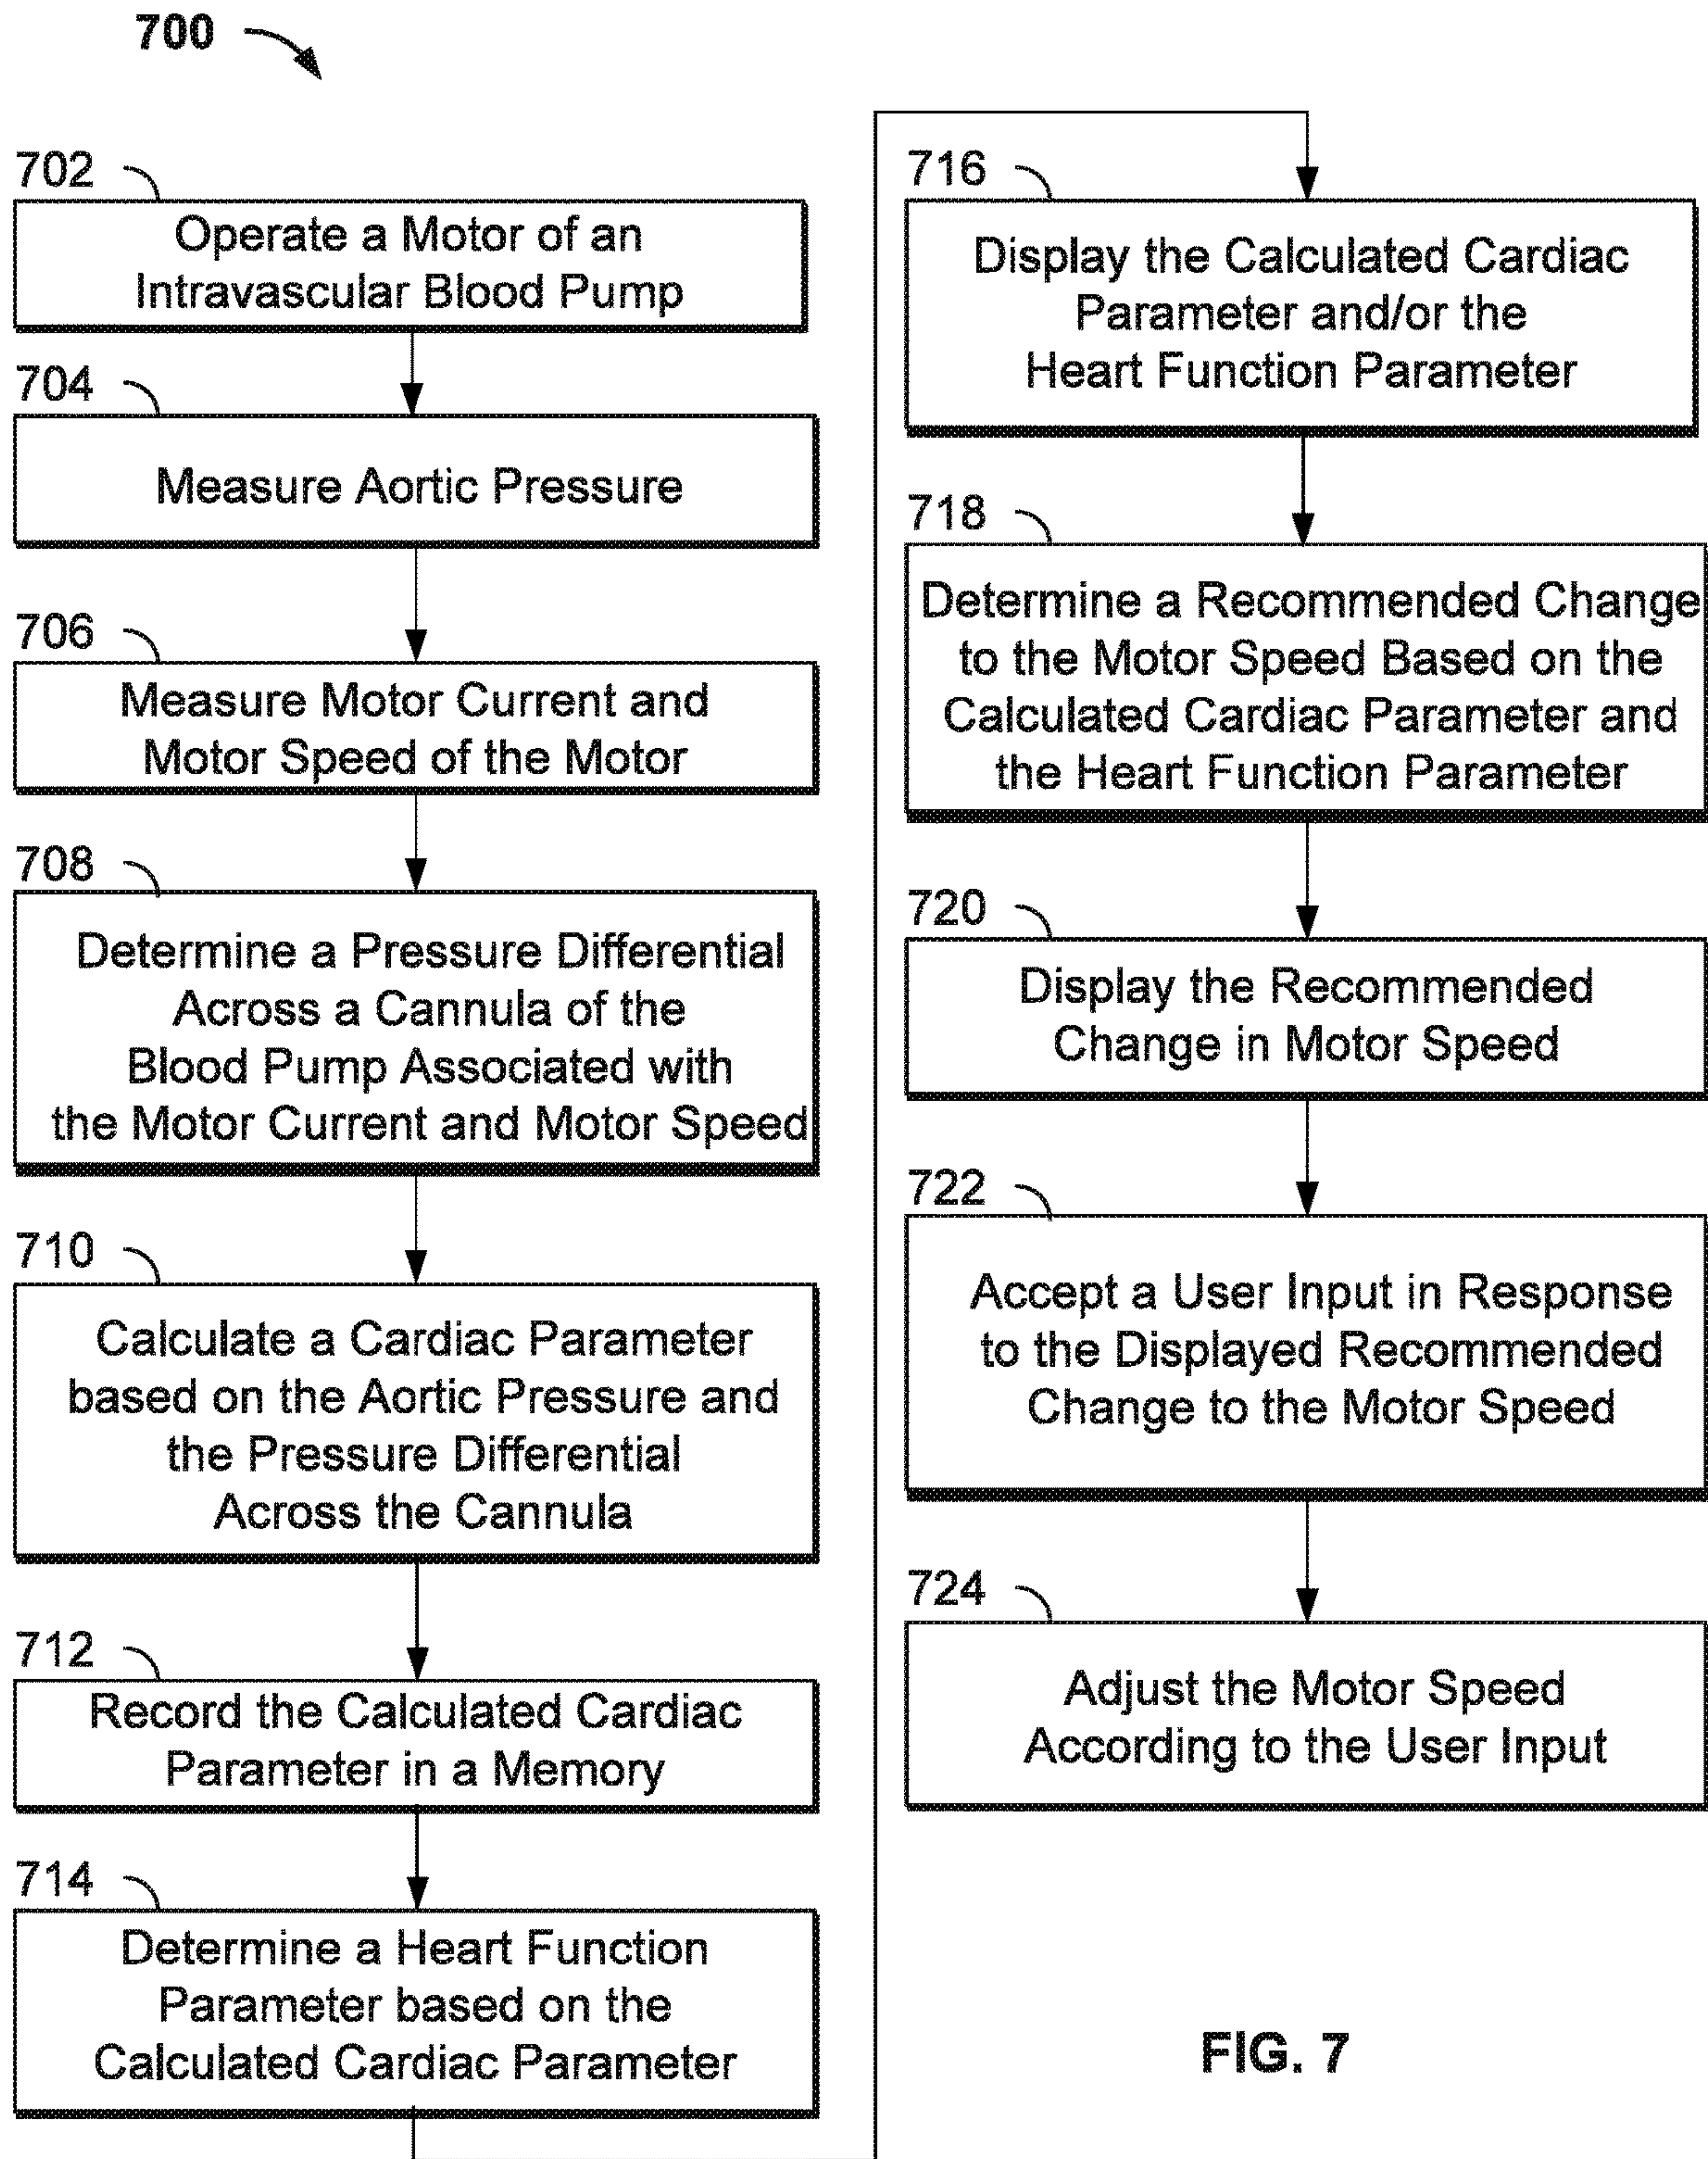 700
702
Operate a Motor of an
Intravascular Blood Pump
704
Measure Aortic Pressure
706
Measure Motor Current and
Motor Speed of the Motor
708
Determine a Pressure Differential
Across a Cannula of the
Blood Pump Associated with
the Motor Current and Motor Speed
710
Calculate a Cardiac Parameter
based on the Aortic Pressure and
the Pressure Differential
Across the Cannula
712
Record the Calculated Cardiac
Parameter in a Memory
714
Determine a Heart Function
Parameter based on the
Calculated Cardiac Parameter
716
Display the Calculated Cardiac
Parameter and/or the
Heart Function Parameter
718
Determine a Recommended Change
to the Motor Speed Based on the
Calculated Cardiac Parameter and
the Heart Function Parameter
720
Display the Recommended
Change in Motor Speed
722
Accept a User Input in Response
to the Displayed Recommended
Change to the Motor Speed
724
Adjust the Motor Speed
According to the User Input
FIG. 7